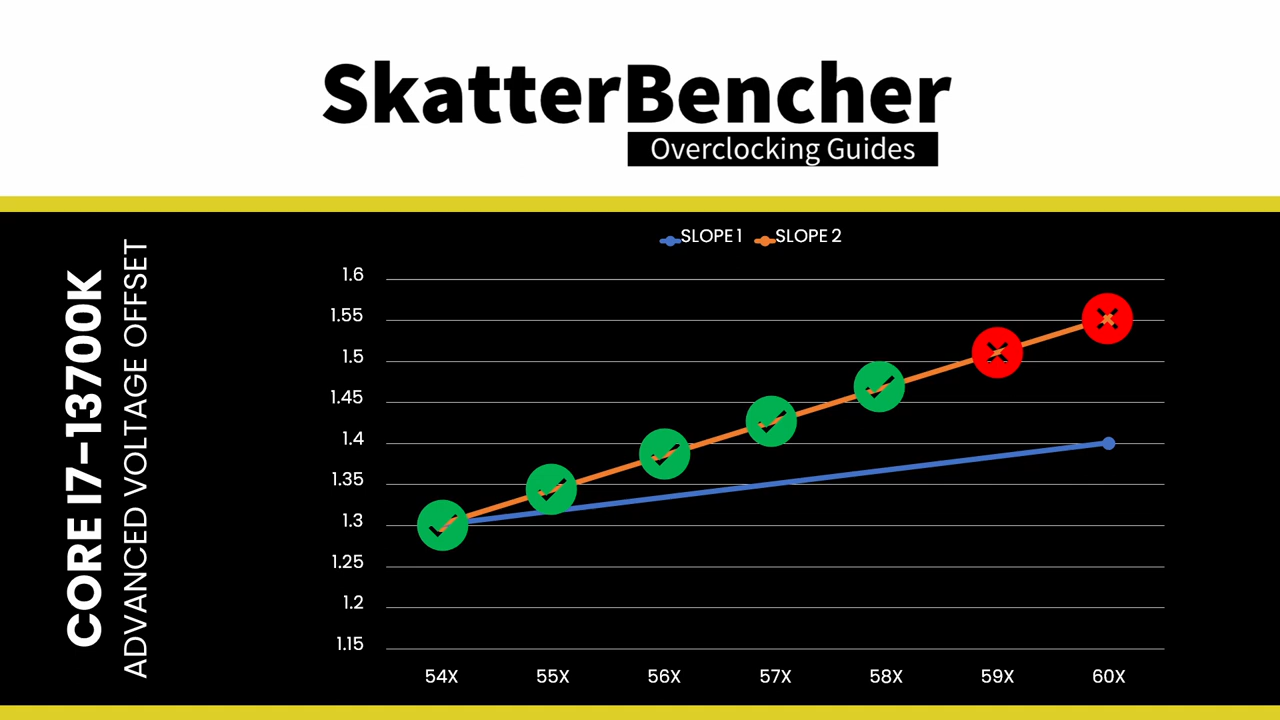 SkatterBencher
Overclocking Guides
CORE I7-13700K
ADVANCED VOLTAGE OFFSET
SLOPE 1 SLOPE 2
1.6
1.55
1.5
1.45
1.4
1.35
1.3
1.25
1.2
1.15
54X 55X 56X 57X 58X 59X 60X